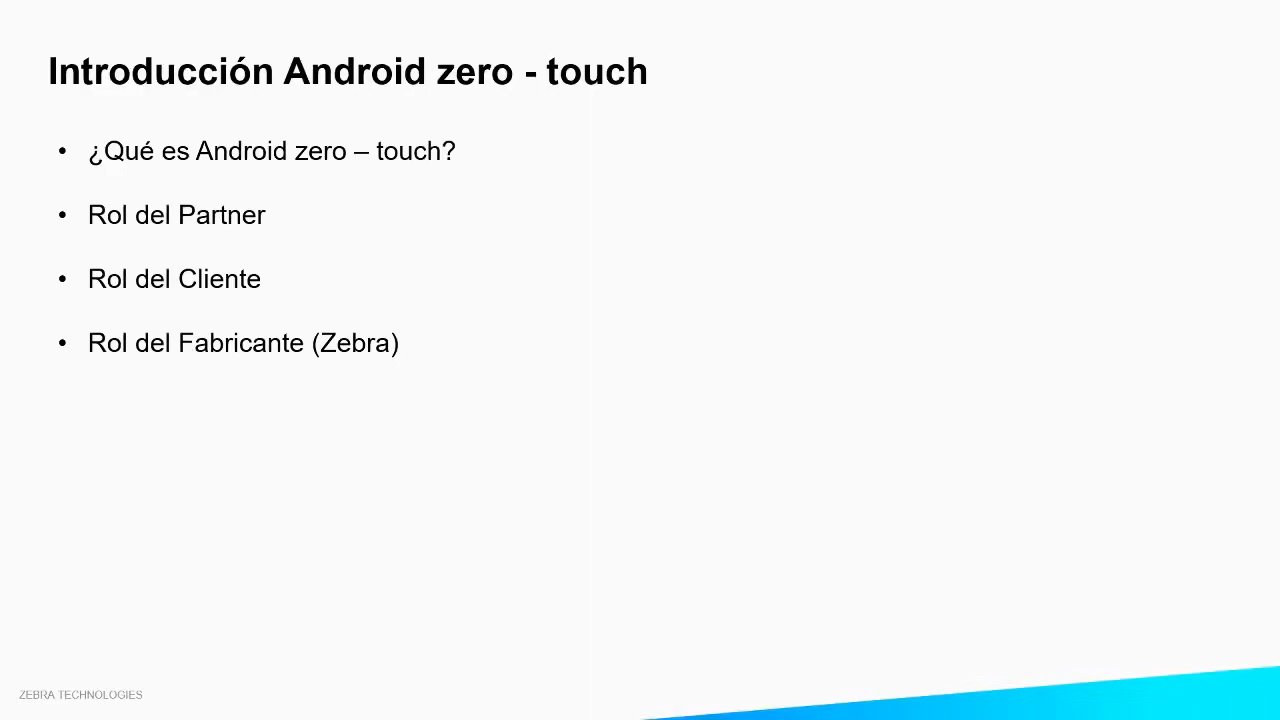 Introducción Android zero - touch
• ¿Qué es Android zero – touch?
• Rol del Partner
• Rol del Cliente
• Rol del Fabricante (Zebra)
ZEBRA TECHNOLOGIES